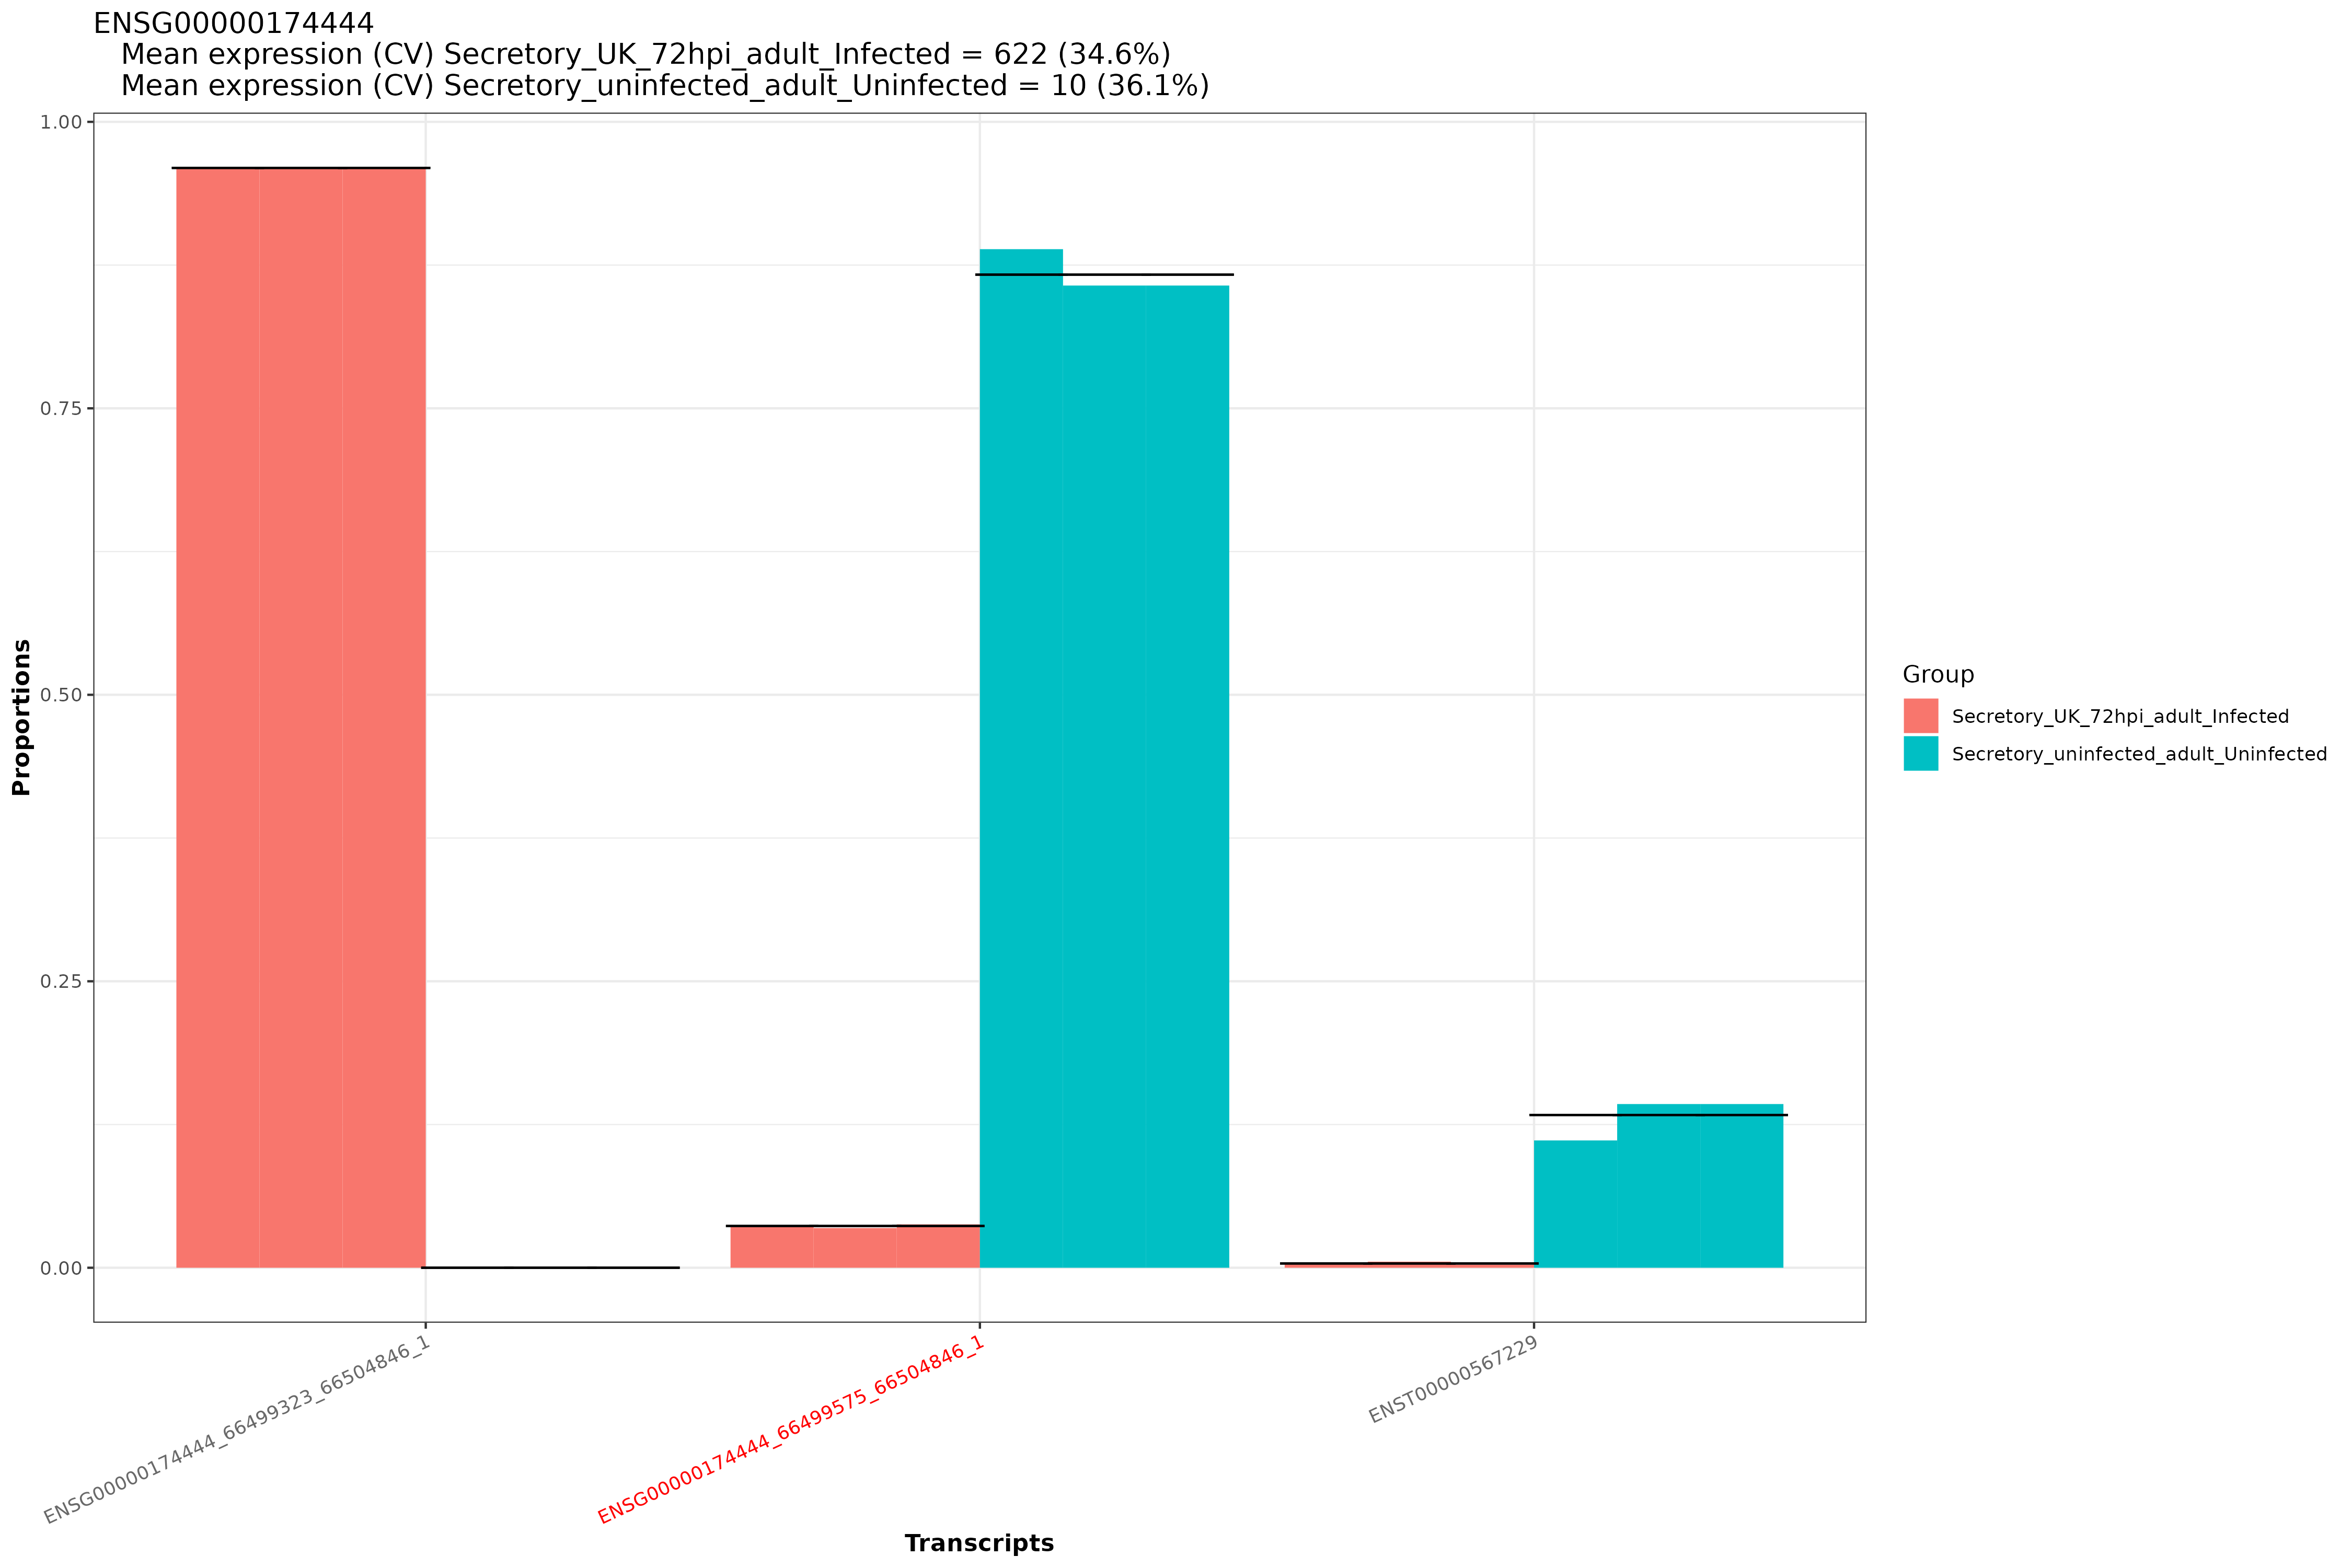 ENSG00000174444
Mean expression (CV) Secretory_UK_72hpi_adult_Infected = 622 (34.6%)
Mean expression (CV) Secretory_uninfected_adult_Uninfected = 10 (36.1%)
1.00
0.75
0.50
0.25
0.00
Proportions
ENSG00000174444_66499323_66504846_1
ENSG00000174444_66499575_66504846_1
ENST00000567229
Transcripts
Group
Secretory_UK_72hpi_adult_Infected
Secretory_uninfected_adult_Uninfected